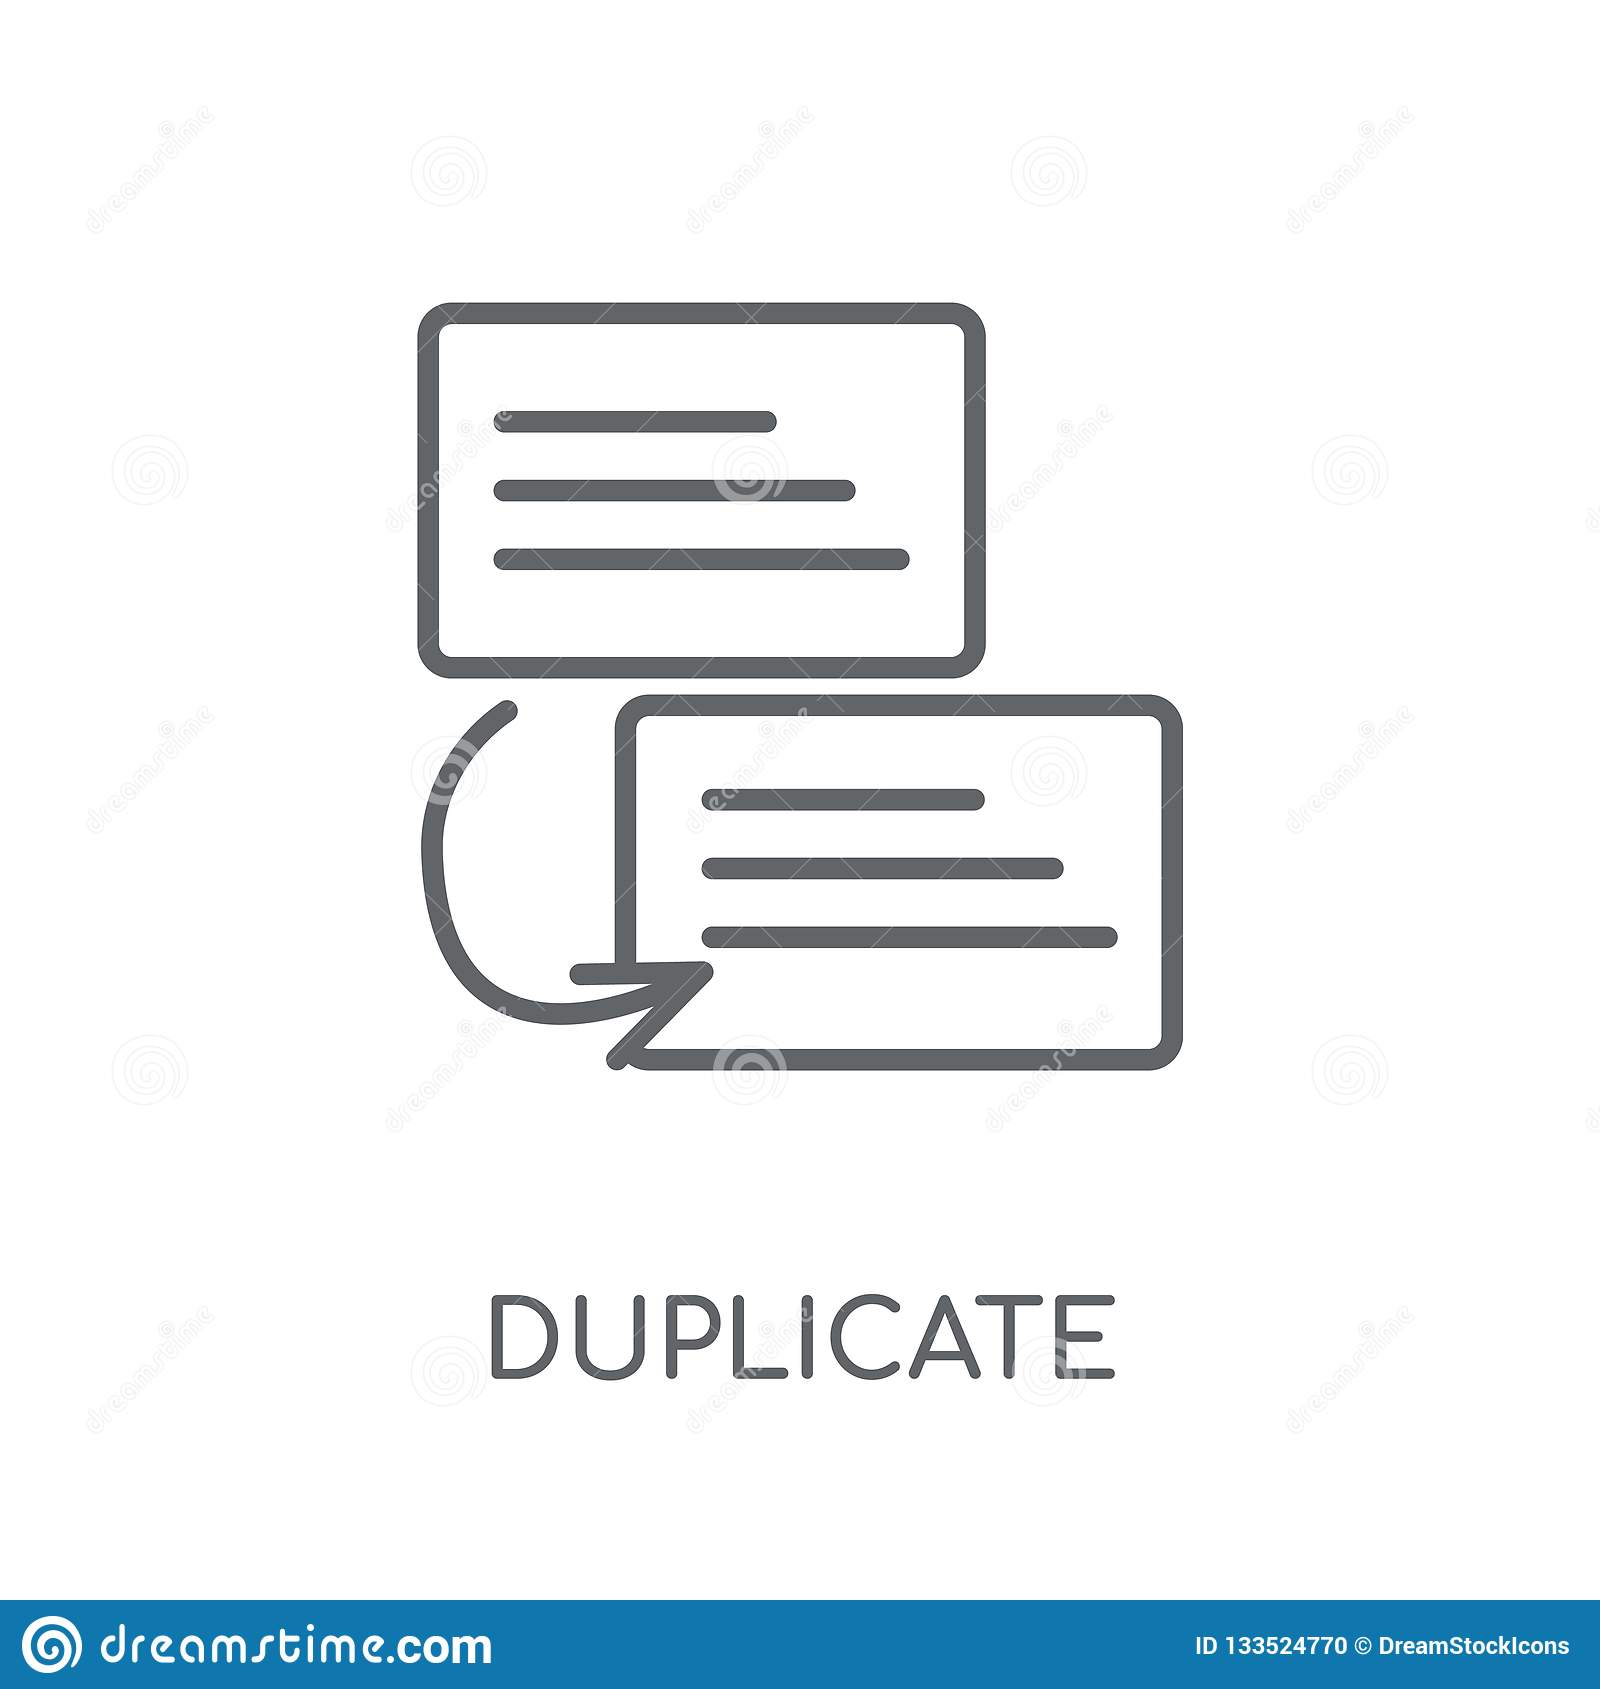 DUPLICATE
dreamstime.com
ID 133524770 © DreamStockIcons